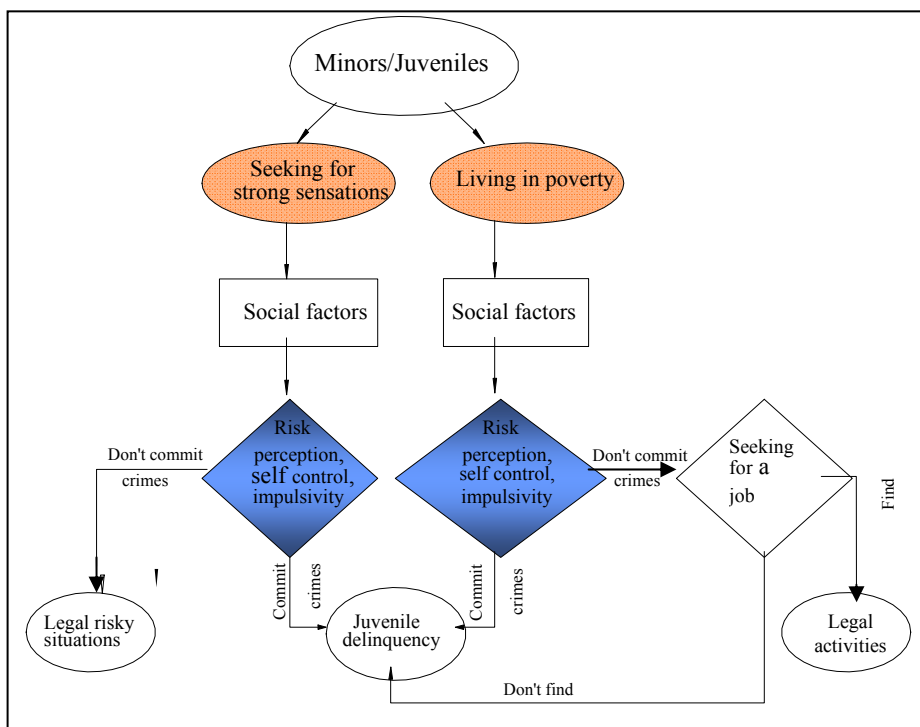 Minors/Juveniles
Seeking for
strong sensations
Living in poverty
Social factors
Social factors
Risk
perception,
self control,
impulsivity
Risk
perception,
self control,
impulsivity
Don't commit
crimes
Don't commit
crimes
Seeking
for a
job
Find
Commit
crimes
Commit
crimes
Legal risky
situations
Juvenile
delinquency
Legal
activities
Don't find